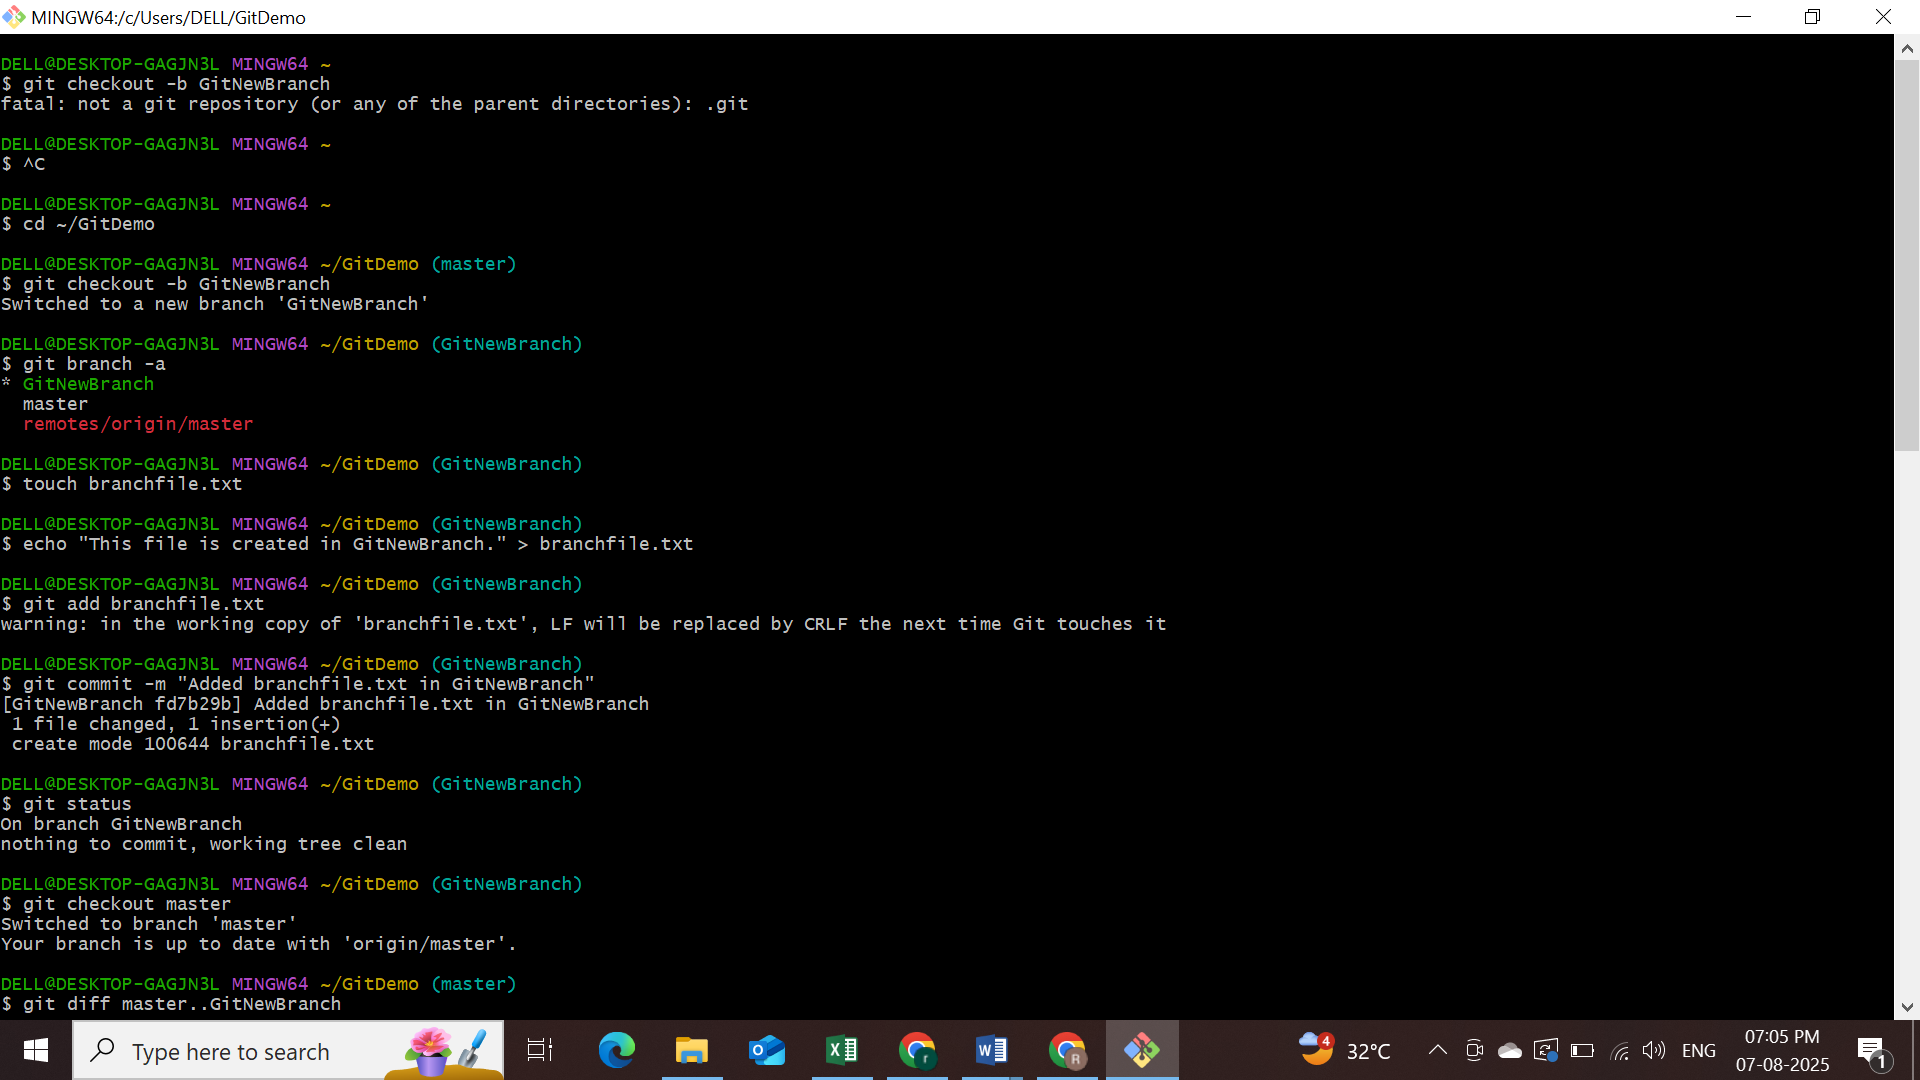 MINGW64:/c/Users/DELL/GitDemo
DELL@DESKTOP-GAGJN3L MINGW64 ~
$ git checkout -b GitNewBranch
fatal: not a git repository (or any of the parent directories): .git
DELL@DESKTOP-GAGJN3L MINGW64 ~
$ ^C
DELL@DESKTOP-GAGJN3L MINGW64 ~
$ cd ~/GitDemo
DELL@DESKTOP-GAGJN3L MINGW64 ~/GitDemo (master)
$ git checkout -b GitNewBranch
Switched to a new branch 'GitNewBranch'
DELL@DESKTOP-GAGJN3L MINGW64 ~/GitDemo (GitNewBranch)
$ git branch -a
* GitNewBranch
master
remotes/origin/master
DELL@DESKTOP-GAGJN3L MINGW64 ~/GitDemo (GitNewBranch)
$ touch branchfile.txt
DELL@DESKTOP-GAGJN3L MINGW64 ~/GitDemo (GitNewBranch)
$ echo "This file is created in GitNewBranch." > branchfile.txt
DELL@DESKTOP-GAGJN3L MINGW64 ~/GitDemo (GitNewBranch)
$ git add branchfile.txt
warning: in the working copy of 'branchfile.txt', LF will be replaced by CRLF the next time Git touches it
DELL@DESKTOP-GAGJN3L MINGW64 ~/GitDemo (GitNewBranch)
$ git commit -m "Added branchfile.txt in GitNewBranch"
[GitNewBranch fd7b29b] Added branchfile.txt in GitNewBranch
1 file changed, 1 insertion(+)
create mode 100644 branchfile.txt
DELL@DESKTOP-GAGJN3L MINGW64 ~/GitDemo (GitNewBranch)
$ git status
On branch GitNewBranch
nothing to commit, working tree clean
DELL@DESKTOP-GAGJN3L MINGW64 ~/GitDemo (GitNewBranch)
$ git checkout master
Switched to branch 'master'
Your branch is up to date with 'origin/master'.
DELL@DESKTOP-GAGJN3L MINGW64 ~/GitDemo (master)
$ git diff master..GitNewBranch
Type here to search
4
32°C
ENG
07:05 PM
07-08-2025
1